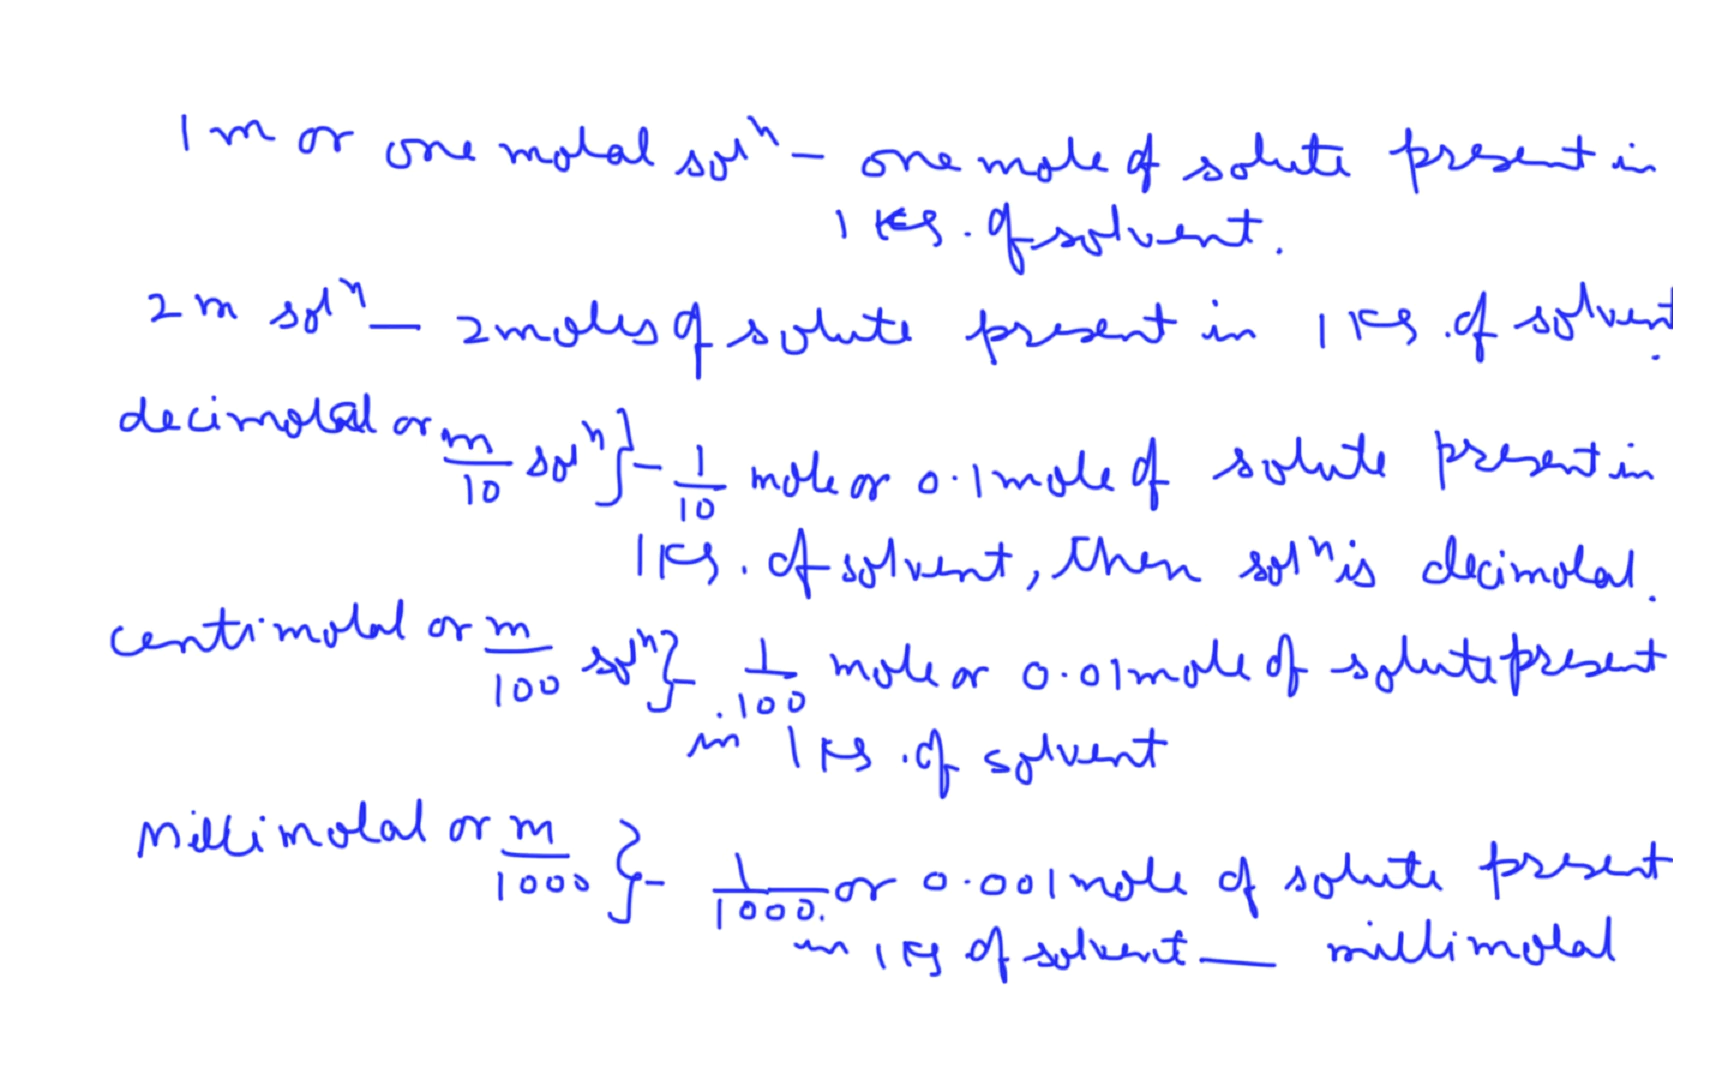 1 m or one molal solⁿ – one mole of solute present in
1 Kg. of solvent.
2 m solⁿ – 2 moles of solute present in 1 Kg. of solvent.
decimolal or m/10 solⁿ} – 1/10 mole or 0.1 mole of solute present in
1 Kg. of solvent, then solⁿ is decimolal.
centimolal or m/100 solⁿ} – 1/100 mole or 0.01 mole of solute present
in 1 Kg. of solvent
Millimolal or m/1000 } – 1/1000. or 0.001 mole of solute present
in 1 Kg of solvent — millimolal